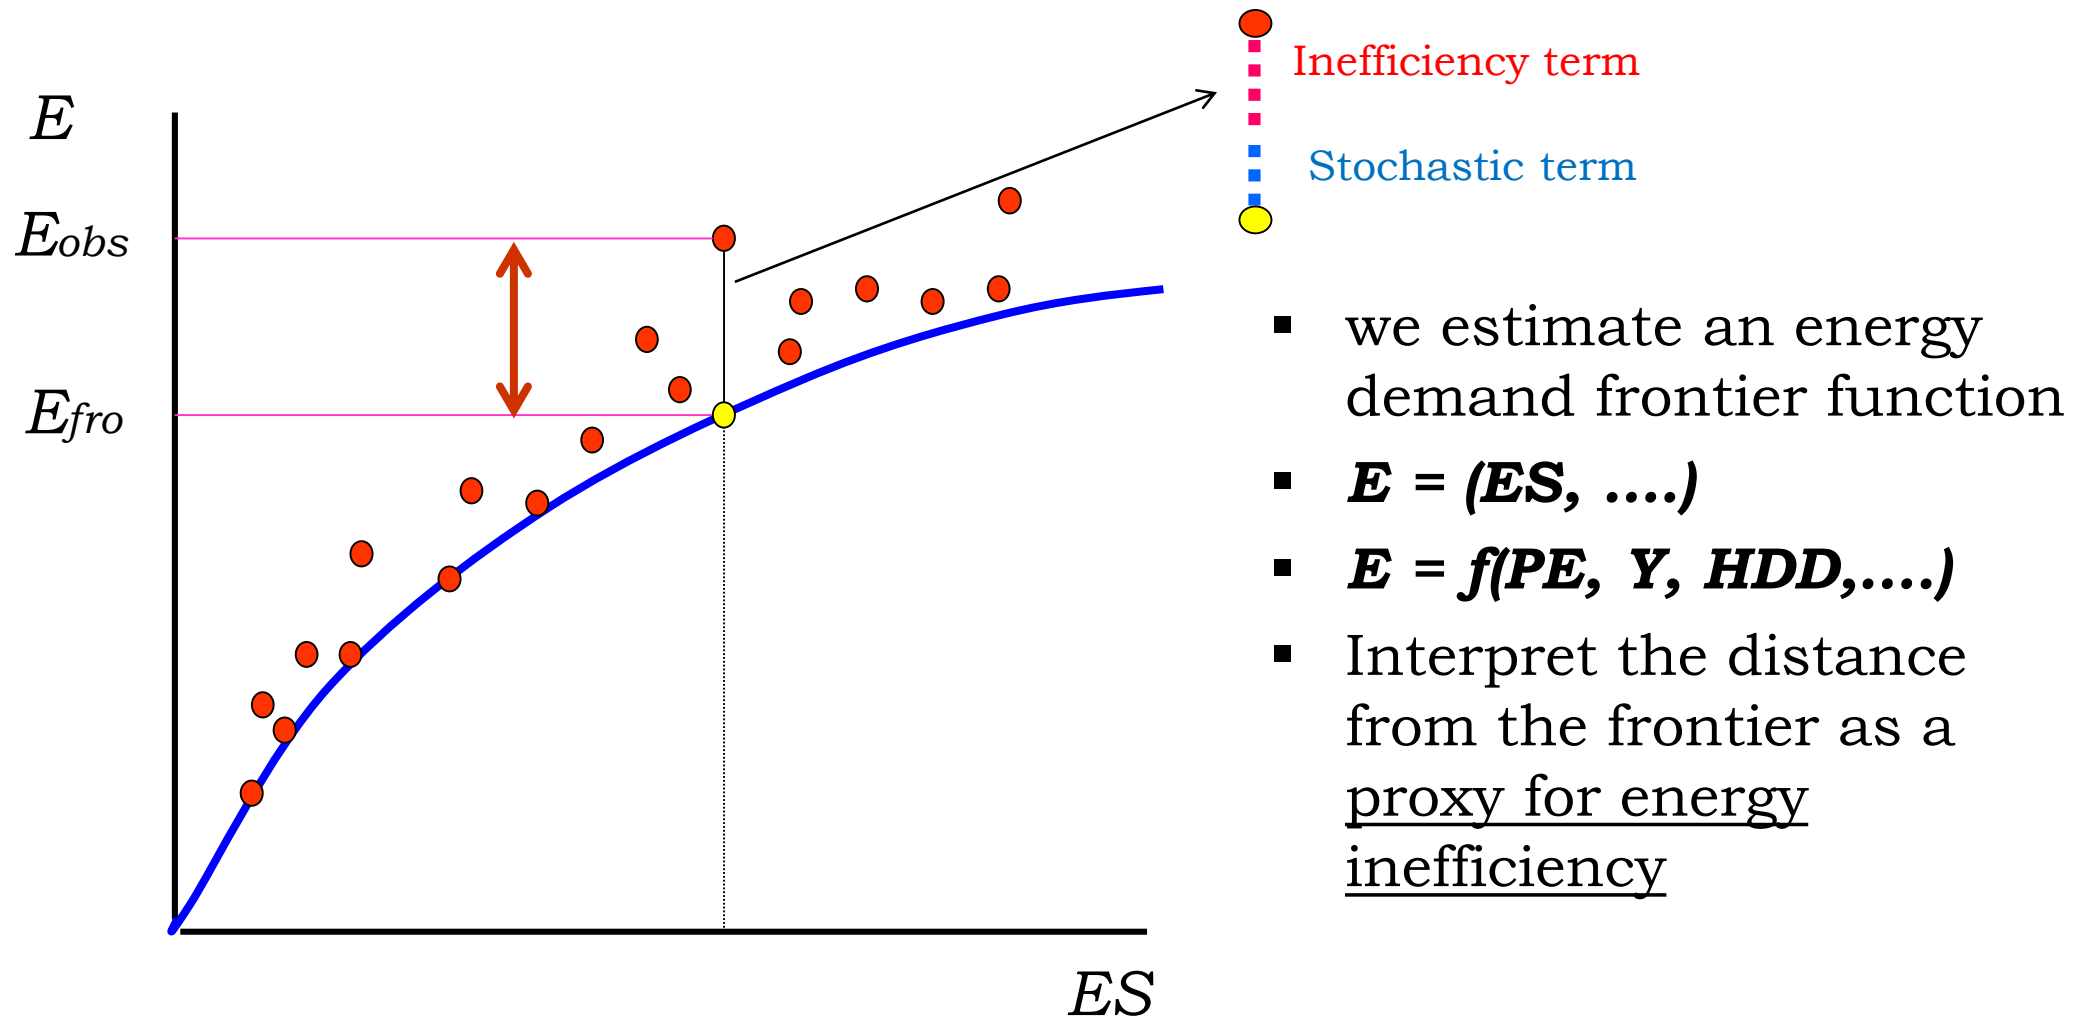 E
Eobs
Efro
ES
Inefficiency term
Stochastic term
▪ we estimate an energy
demand frontier function
▪ E = (ES, ....)
▪ E = f(PE, Y, HDD,....)
▪ Interpret the distance
from the frontier as a
proxy for energy
inefficiency